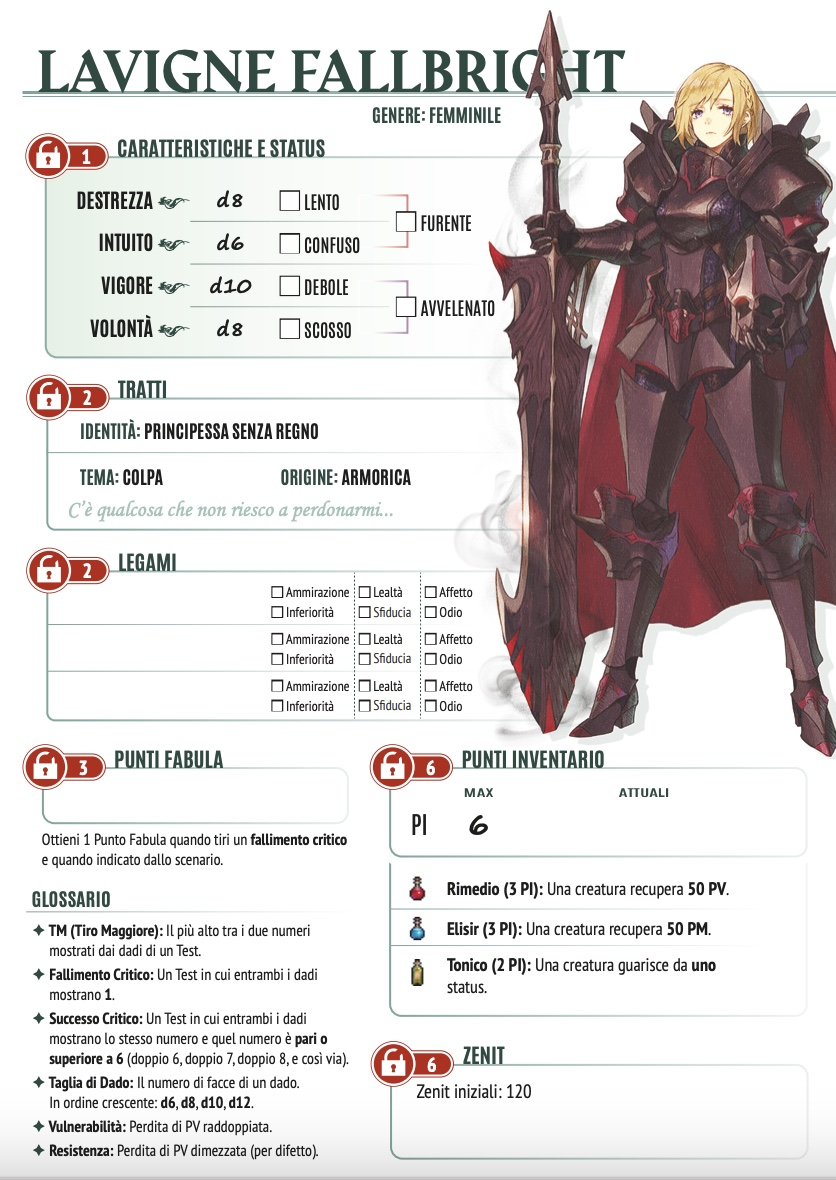 LAVIGNE FALLBRIGHT
GENERE: FEMMINILE
1 CARATTERISTICHE E STATUS
DESTREZZA d8 LENTO
FURENTE
INTUITO d6 CONFUSO
VIGORE d10 DEBOLE
AVVELENATO
VOLONTÀ d8 SCOSSO
2 TRATTI
IDENTITÀ: PRINCIPESSA SENZA REGNO
TEMA: COLPA ORIGINE: ARMORICA
C'è qualcosa che non riesco a perdonarmi...
2 LEGAMI
Ammirazione Lealtà Affetto
Inferiorità Sfiducia Odio
Ammirazione Lealtà Affetto
Inferiorità Sfiducia Odio
Ammirazione Lealtà Affetto
Inferiorità Sfiducia Odio
3 PUNTI FABULA
Ottieni 1 Punto Fabula quando tiri un fallimento critico
e quando indicato dallo scenario.
GLOSSARIO
TM (Tiro Maggiore): Il più alto tra i due numeri
mostrati dai dadi di un Test.
Fallimento Critico: Un Test in cui entrambi i dadi
mostrano 1.
Successo Critico: Un Test in cui entrambi i dadi
mostrano lo stesso numero e quel numero è pari o
superiore a 6 (doppio 6, doppio 7, doppio 8, e così via).
Taglia di Dado: Il numero di facce di un dado.
In ordine crescente: d6, d8, d10, d12.
Vulnerabilità: Perdita di PV raddoppiata.
Resistenza: Perdita di PV dimezzata (per difetto).
6 PUNTI INVENTARIO
MAX ATTUALI
PI 6
Rimedio (3 PI): Una creatura recupera 50 PV.
Elisir (3 PI): Una creatura recupera 50 PM.
Tonico (2 PI): Una creatura guarisce da uno
status.
6 ZENIT
Zenit iniziali: 120